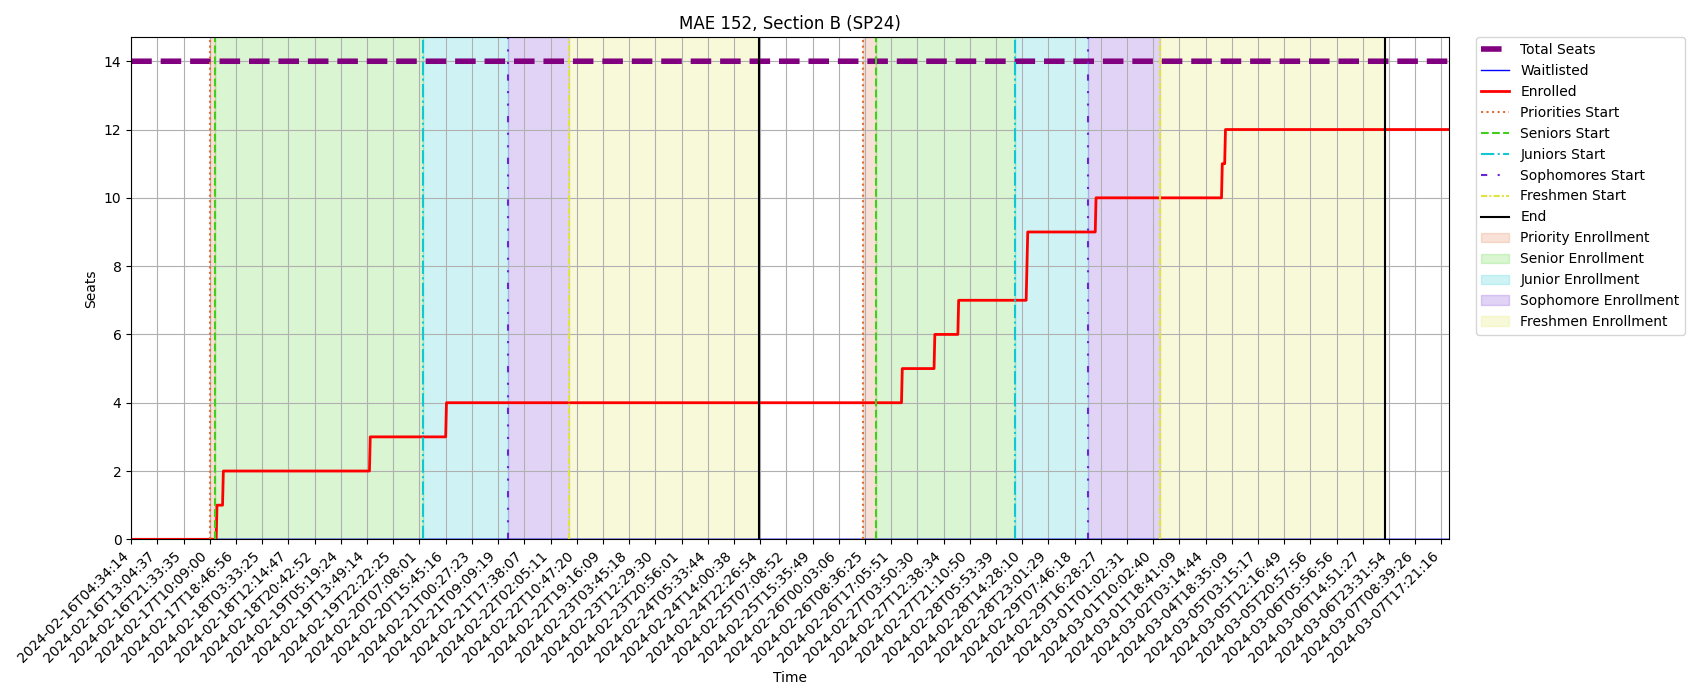 MAE 152, Section B (SP24)
Seats
14
12
10
8
6
4
2
0
2024-02-16T04:34:14
2024-02-16T13:04:37
2024-02-16T21:33:35
2024-02-17T10:09:00
2024-02-17T18:46:56
2024-02-18T03:33:25
2024-02-18T12:14:47
2024-02-18T20:42:52
2024-02-19T05:19:24
2024-02-19T13:49:14
2024-02-19T22:22:25
2024-02-20T07:08:01
2024-02-20T15:45:16
2024-02-21T00:27:23
2024-02-21T09:09:19
2024-02-21T17:38:07
2024-02-22T02:05:11
2024-02-22T10:47:20
2024-02-22T19:16:09
2024-02-23T03:45:18
2024-02-23T12:29:30
2024-02-23T20:56:01
2024-02-24T05:33:44
2024-02-24T14:00:38
2024-02-24T22:26:54
2024-02-25T07:08:52
2024-02-25T15:35:49
2024-02-26T00:03:06
2024-02-26T08:36:25
2024-02-26T17:05:51
2024-02-27T03:50:30
2024-02-27T12:38:34
2024-02-27T21:10:50
2024-02-28T05:53:39
2024-02-28T14:28:10
2024-02-28T23:01:29
2024-02-29T07:46:18
2024-02-29T16:28:27
2024-03-01T01:02:31
2024-03-01T10:02:40
2024-03-01T18:41:09
2024-03-02T03:14:44
2024-03-04T18:35:09
2024-03-05T03:15:17
2024-03-05T12:16:49
2024-03-05T20:57:56
2024-03-06T05:56:56
2024-03-06T14:51:27
2024-03-06T23:31:54
2024-03-07T08:39:26
2024-03-07T17:21:16
Time
Total Seats
Waitlisted
Enrolled
Priorities Start
Seniors Start
Juniors Start
Sophomores Start
Freshmen Start
End
Priority Enrollment
Senior Enrollment
Junior Enrollment
Sophomore Enrollment
Freshmen Enrollment